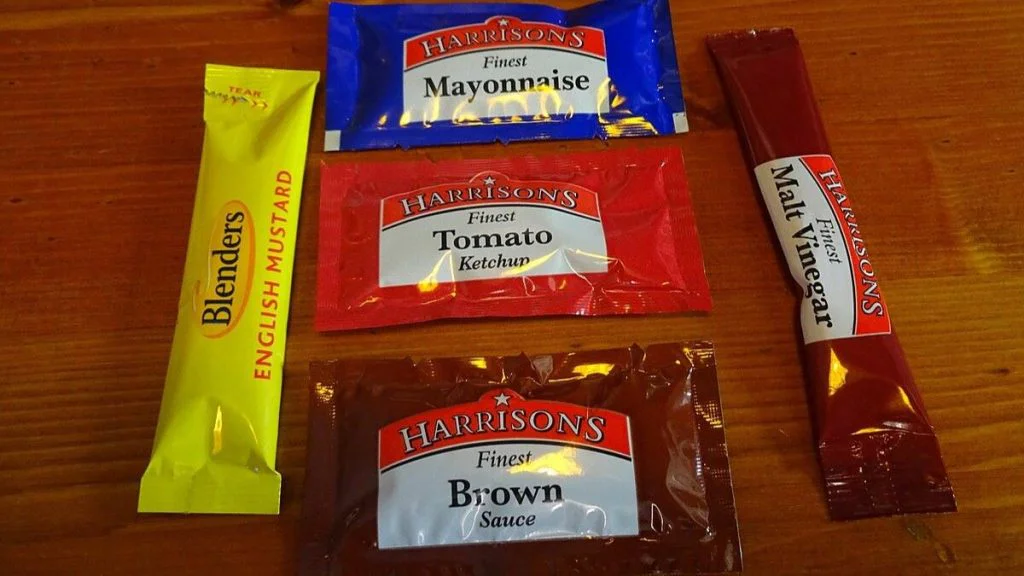 TEAR
Blenders
ENGLISH MUSTARD
HARRISONS
Finest
Mayonnaise
HARRISONS
Finest
Tomato
Ketchup
HARRISONS
Finest
Brown
Sauce
HARRISONS
Finest
Malt Vinegar